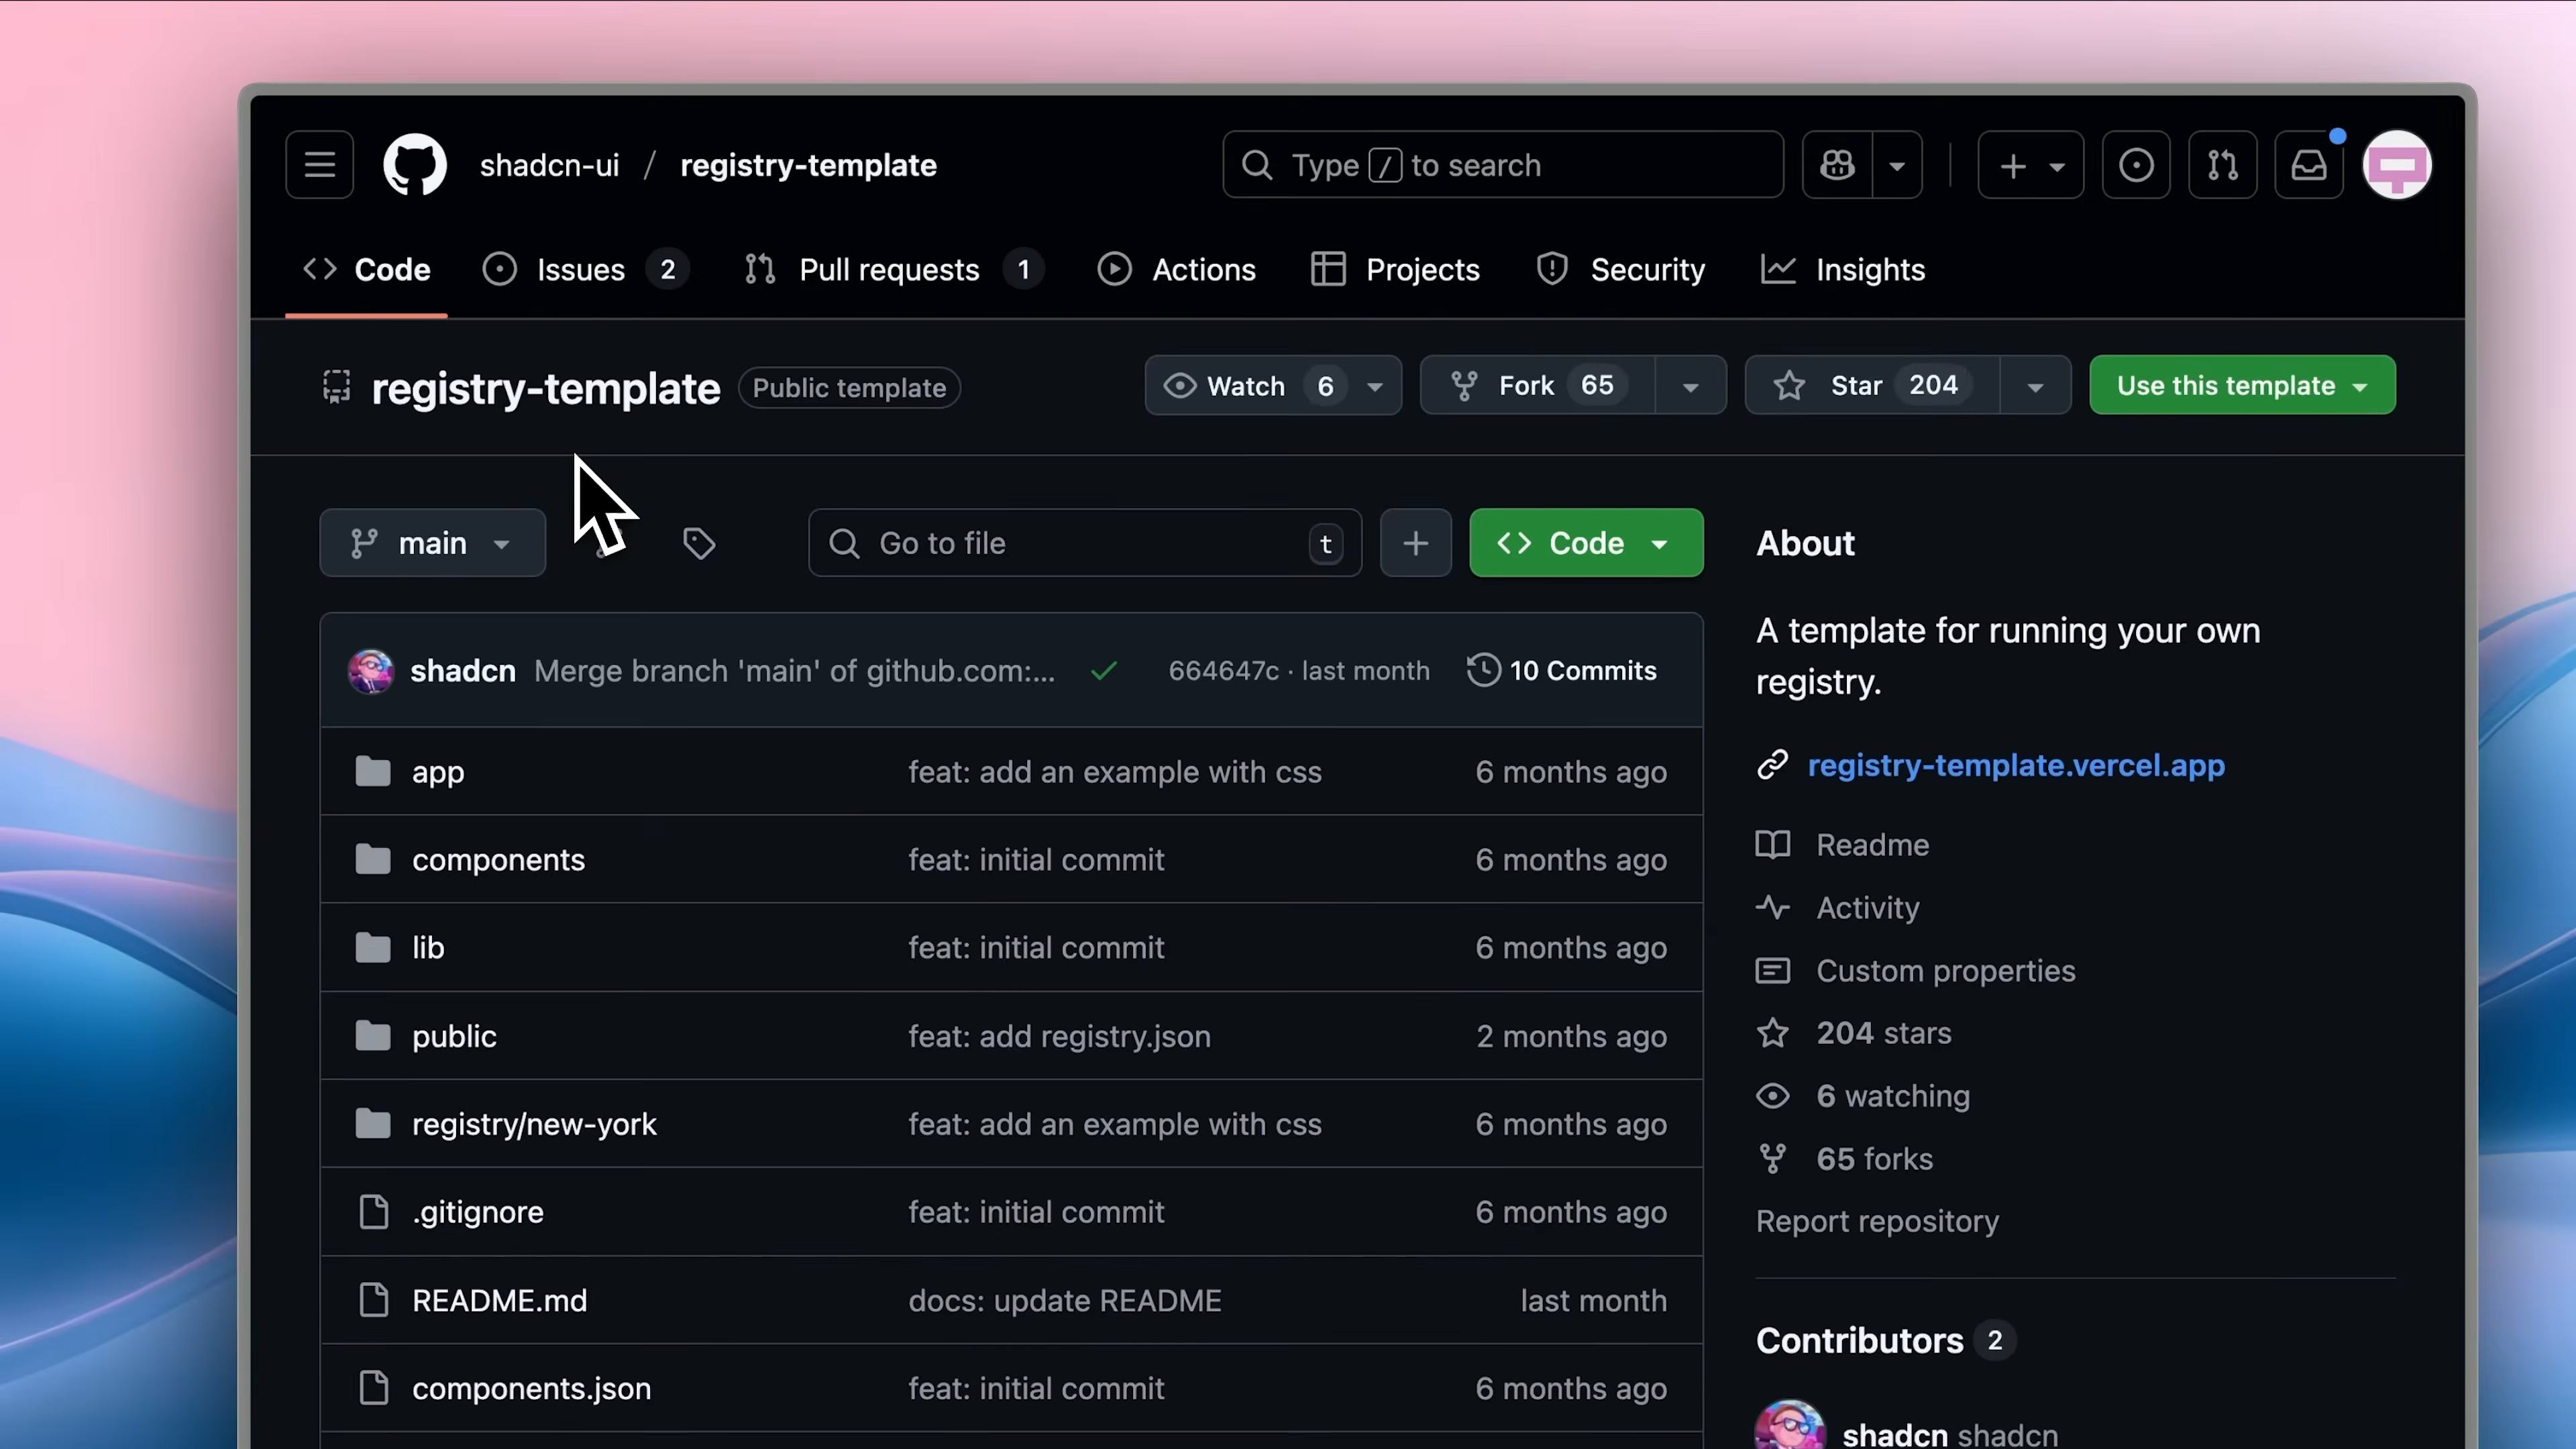 shadcn-ui / registry-template
Type / to search
Code
Issues 2
Pull requests 1
Actions
Projects
Security
Insights
registry-template Public template
Watch 6
Fork 65
Star 204
Use this template
main
Go to file t
Code
About
A template for running your own
registry.
registry-template.vercel.app
Readme
Activity
Custom properties
204 stars
6 watching
65 forks
Report repository
Contributors 2
shadcn shadcn
shadcn Merge branch 'main' of github.com:... 664647c · last month 10 Commits
app feat: add an example with css 6 months ago
components feat: initial commit 6 months ago
lib feat: initial commit 6 months ago
public feat: add registry.json 2 months ago
registry/new-york feat: add an example with css 6 months ago
.gitignore feat: initial commit 6 months ago
README.md docs: update README last month
components.json feat: initial commit 6 months ago